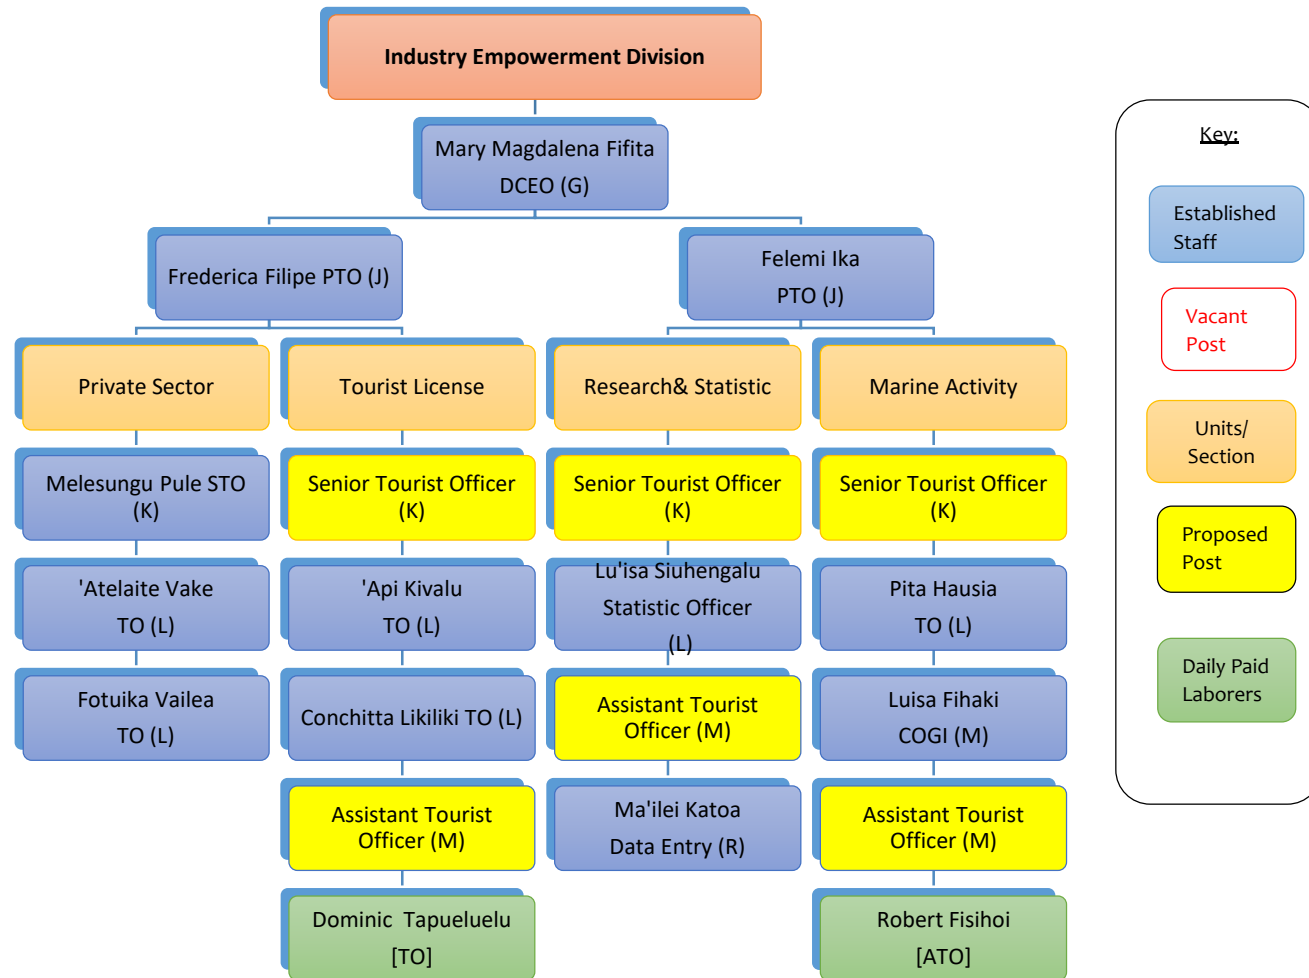 Industry Empowerment Division
Mary Magdalena Fifita
DCEO (G)
Frederica Filipe PTO (J)
Felemi Ika
PTO (J)
Private Sector
Tourist License
Research& Statistic
Marine Activity
Melesungu Pule STO
(K)
Senior Tourist Officer
(K)
Senior Tourist Officer
(K)
Senior Tourist Officer
(K)
'Atelaite Vake
TO (L)
'Api Kivalu
TO (L)
Lu'isa Siuhengalu
Statistic Officer
(L)
Pita Hausia
TO (L)
Fotuika Vailea
TO (L)
Conchitta Likiliki TO (L)
Assistant Tourist
Officer (M)
Luisa Fihaki
COGI (M)
Assistant Tourist
Officer (M)
Ma'ilei Katoa
Data Entry (R)
Assistant Tourist
Officer (M)
Dominic  Tapueluelu
[TO]
Robert Fisihoi
[ATO]
Key:
Established
Staff
Vacant
Post
Units/
Section
Proposed
Post
Daily Paid
Laborers